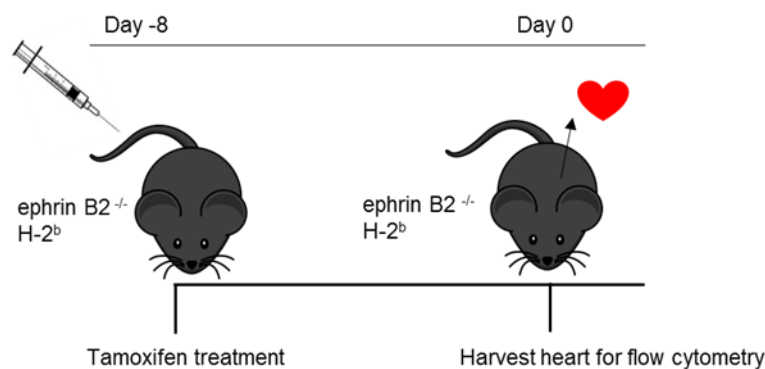 Day -8
Day 0
ephrin B2 -/-
H-2b
ephrin B2 -/-
H-2b
Tamoxifen treatment
Harvest heart for flow cytometry